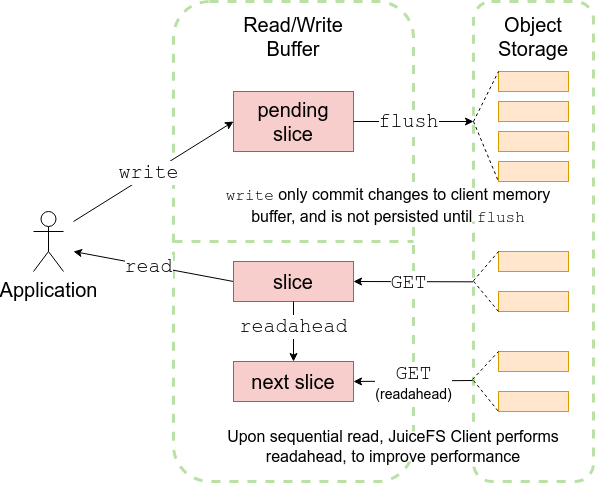 Read/Write
Buffer
Object
Storage
pending
slice
flush
write
write only commit changes to client memory
buffer, and is not persisted until flush
Application
read
slice
GET
readahead
next slice
GET
(readahead)
Upon sequential read, JuiceFS Client performs
readahead, to improve performance